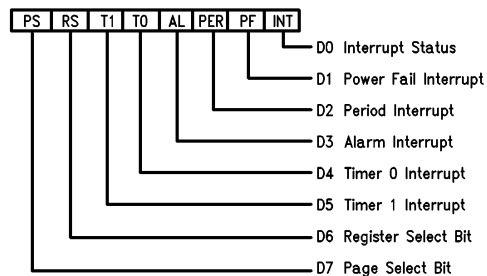 PS RS T1 T0 AL PER PF INT
D0 Interrupt Status
D1 Power Fail Interrupt
D2 Period Interrupt
D3 Alarm Interrupt
D4 Timer 0 Interrupt
D5 Timer 1 Interrupt
D6 Register Select Bit
D7 Page Select Bit